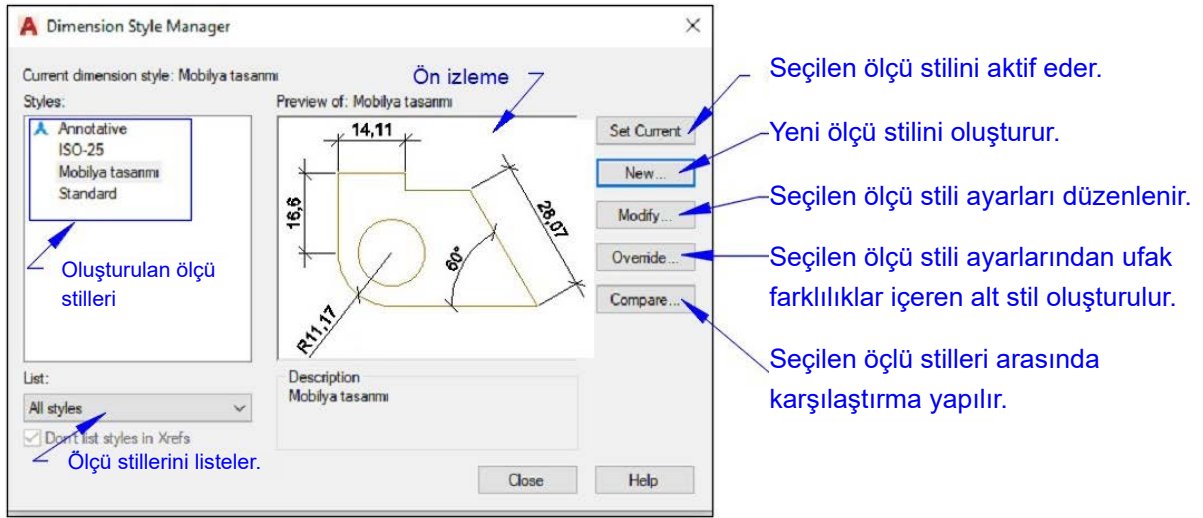 Dimension Style Manager
Current dimension style: Mobilya tasarımı
Ön izleme
Styles:
Preview of: Mobilya tasarımı
Annotative
ISO-25
Mobilya tasarımı
Standard
Oluşturulan ölçü
stilleri
14,11
16,6
28,07
60°
R11,17
Set Current
New...
Modify...
Override...
Compare...
Seçilen ölçü stilini aktif eder.
Yeni ölçü stilini oluşturur.
Seçilen ölçü stili ayarları düzenlenir.
Seçilen ölçü stili ayarlarından ufak
farklılıklar içeren alt stil oluşturulur.
Seçilen öçlü stilleri arasında
karşılaştırma yapılır.
List:
All styles
Don't list styles in Xrefs
Ölçü stillerini listeler.
Description
Mobilya tasarımı
Close
Help